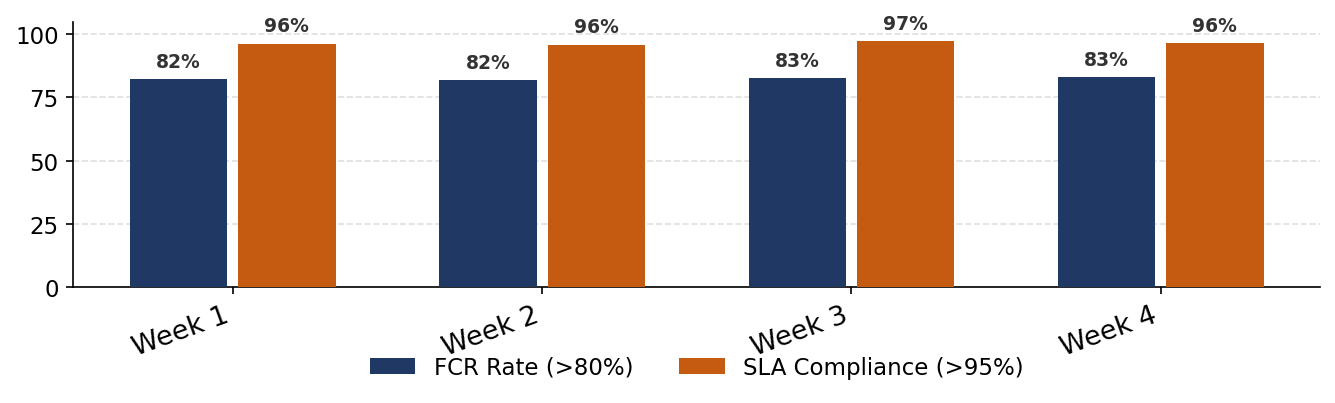 96%
96%
97%
96%
100
82%
82%
83%
83%
75
50
25
0
Week 1
Week 2
Week 3
Week 4
FCR Rate (>80%)
SLA Compliance (>95%)